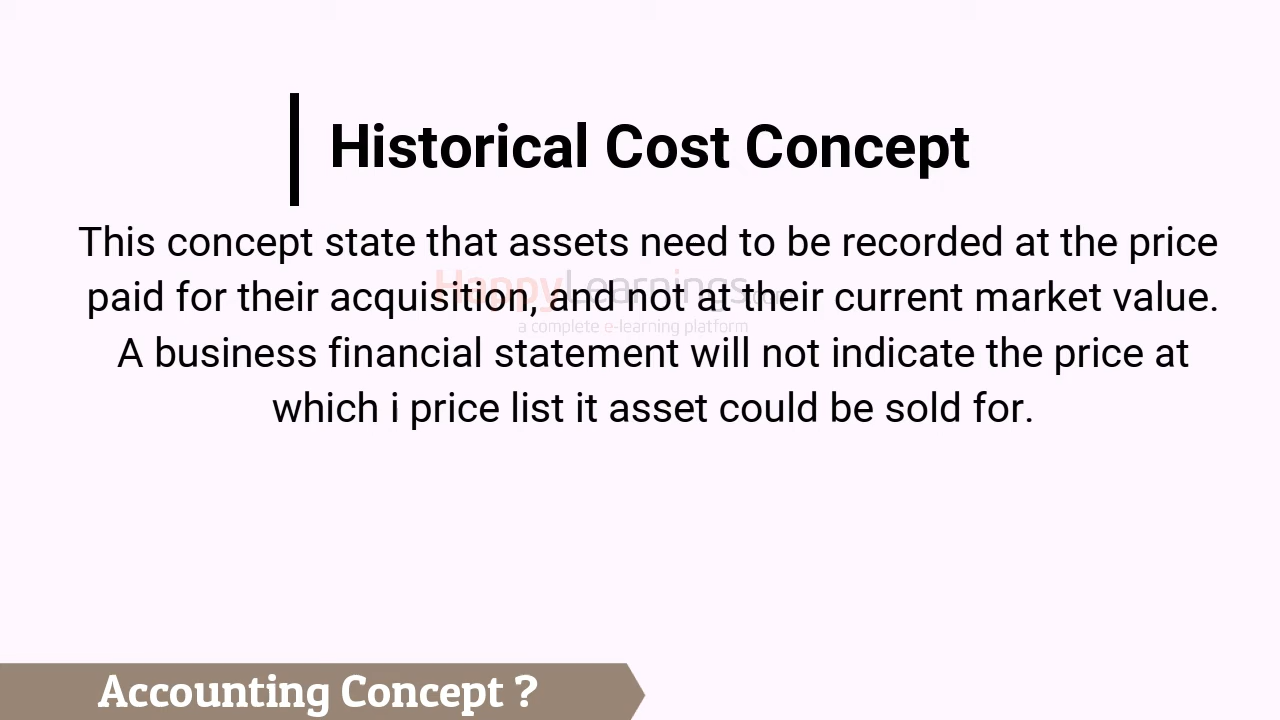 Historical Cost Concept
This concept state that assets need to be recorded at the price
paid for their acquisition, and not at their current market value.
HappyLearnings.com
a complete e-learning platform
A business financial statement will not indicate the price at
which i price list it asset could be sold for.
Accounting Concept ?